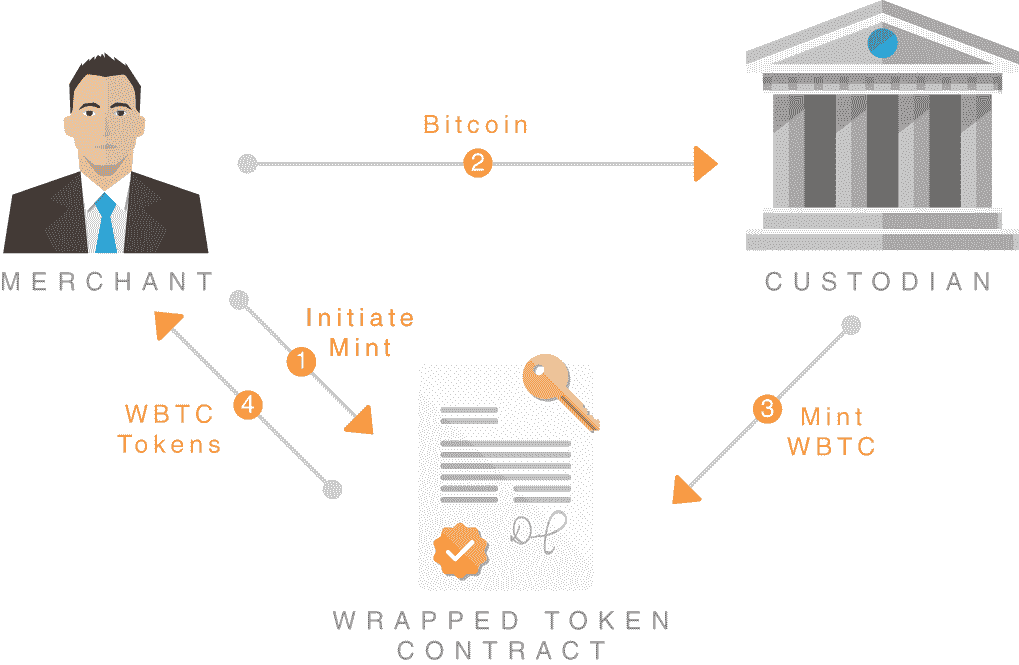 Bitcoin
2
MERCHANT
CUSTODIAN
Initiate
Mint
1
4
WBTC
Tokens
3
Mint
WBTC
WRAPPED TOKEN
CONTRACT